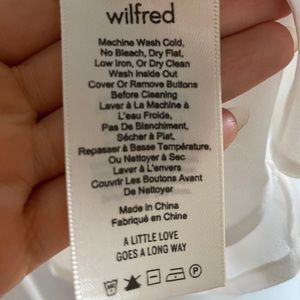 wilfred
Machine Wash Cold,
No Bleach, Dry Flat,
Low Iron, Or Dry Clean
Wash Inside Out
Cover Or Remove Buttons
Before Cleaning
Laver À La Machine À
L'eau Froide,
Pas De Blanchiment,
Sécher à Plat,
Repasser à Basse Température,
Ou Nettoyer à Sec
Laver à L'envers
Couvrir Les Boutons Avant
De Nettoyer
Made in China
Fabriqué en Chine
A LITTLE LOVE
GOES A LONG WAY